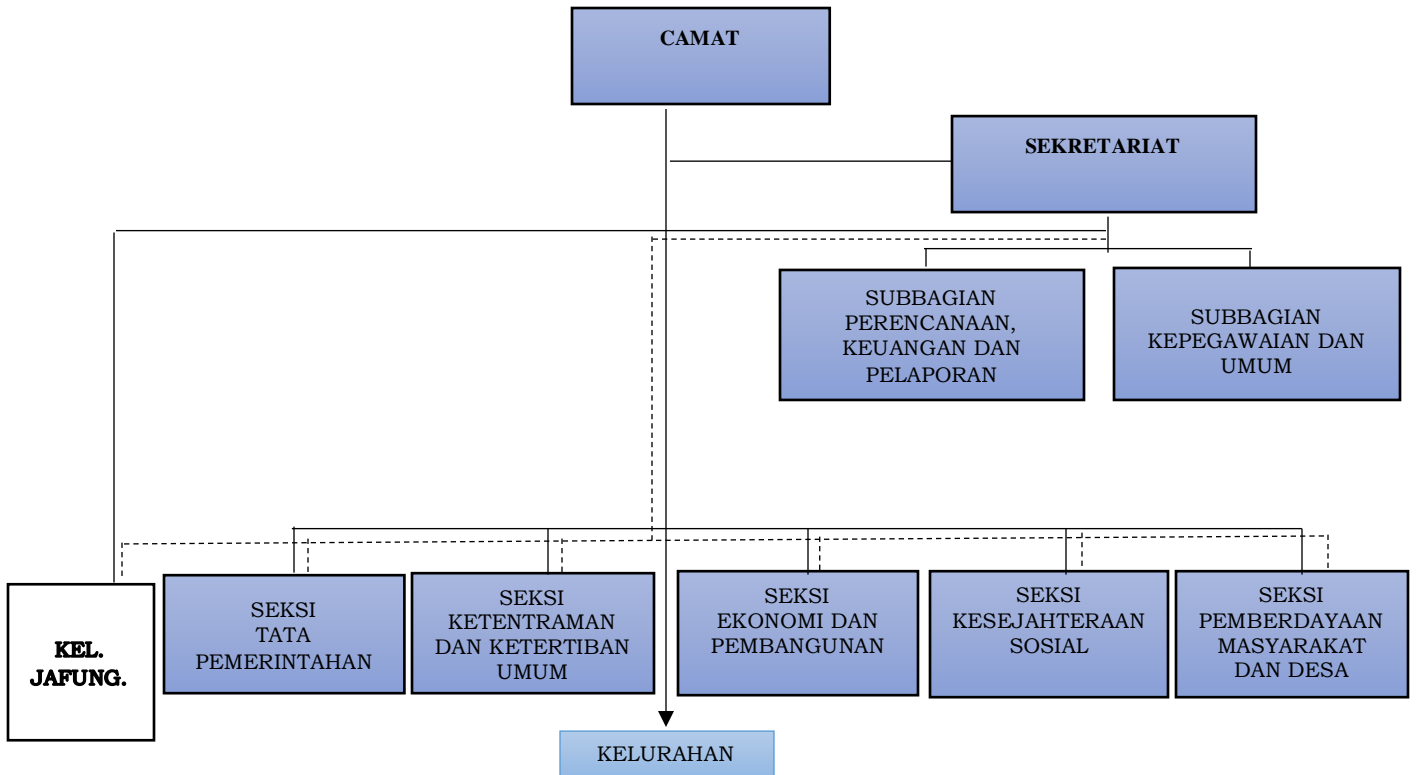 CAMAT
SEKRETARIAT
SUBBAGIAN
PERENCANAAN,
KEUANGAN DAN
PELAPORAN
SUBBAGIAN
KEPEGAWAIAN DAN
UMUM
KEL.
JAFUNG.
SEKSI
TATA
PEMERINTAHAN
SEKSI
KETENTRAMAN
DAN KETERTIBAN
UMUM
SEKSI
EKONOMI DAN
PEMBANGUNAN
SEKSI
KESEJAHTERAAN
SOSIAL
SEKSI
PEMBERDAYAAN
MASYARAKAT
DAN DESA
KELURAHAN